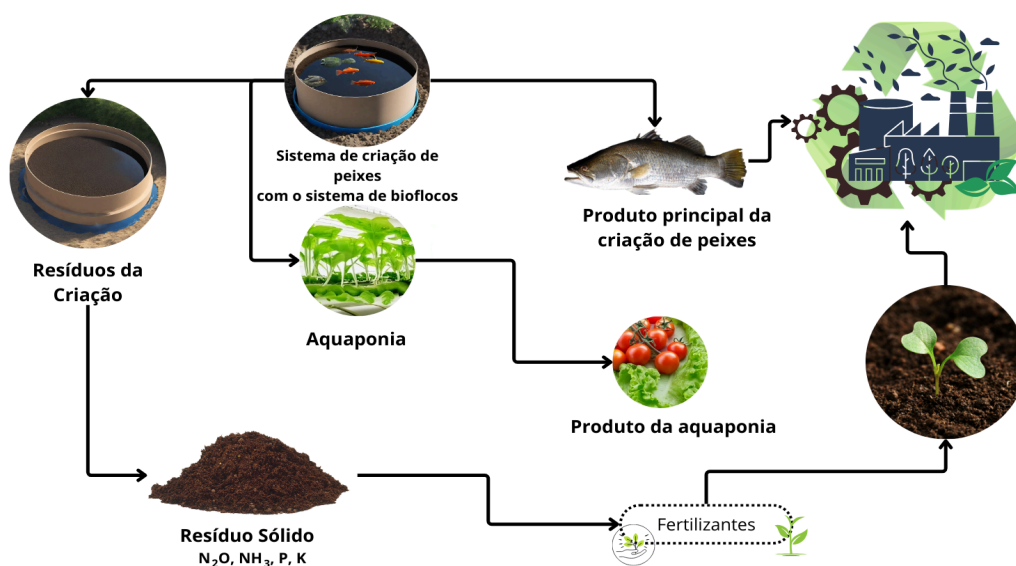 Sistema de criação de
peixes
com o sistema de bioflocos
Produto principal da
criação de peixes
Resíduos da
Criação
Aquaponia
Produto da aquaponia
Resíduo Sólido
N₂O, NH₃, P, K
Fertilizantes